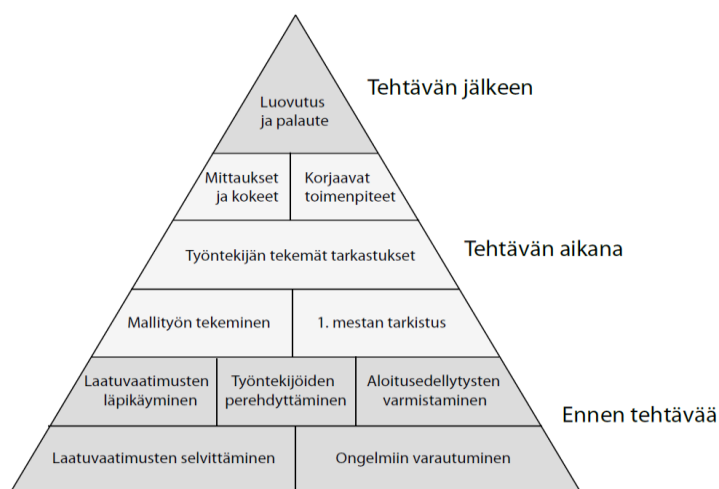 Luovutus
ja palaute
Tehtävän jälkeen
Mittaukset
ja kokeet
Korjaavat
toimenpiteet
Työntekijän tekemät tarkastukset
Tehtävän aikana
Mallityön tekeminen
1. mestan tarkistus
Laatuvaatimusten
läpikäyminen
Työntekijöiden
perehdyttäminen
Aloitusedellytysten
varmistaminen
Ennen tehtävää
Laatuvaatimusten selvittäminen
Ongelmiin varautuminen